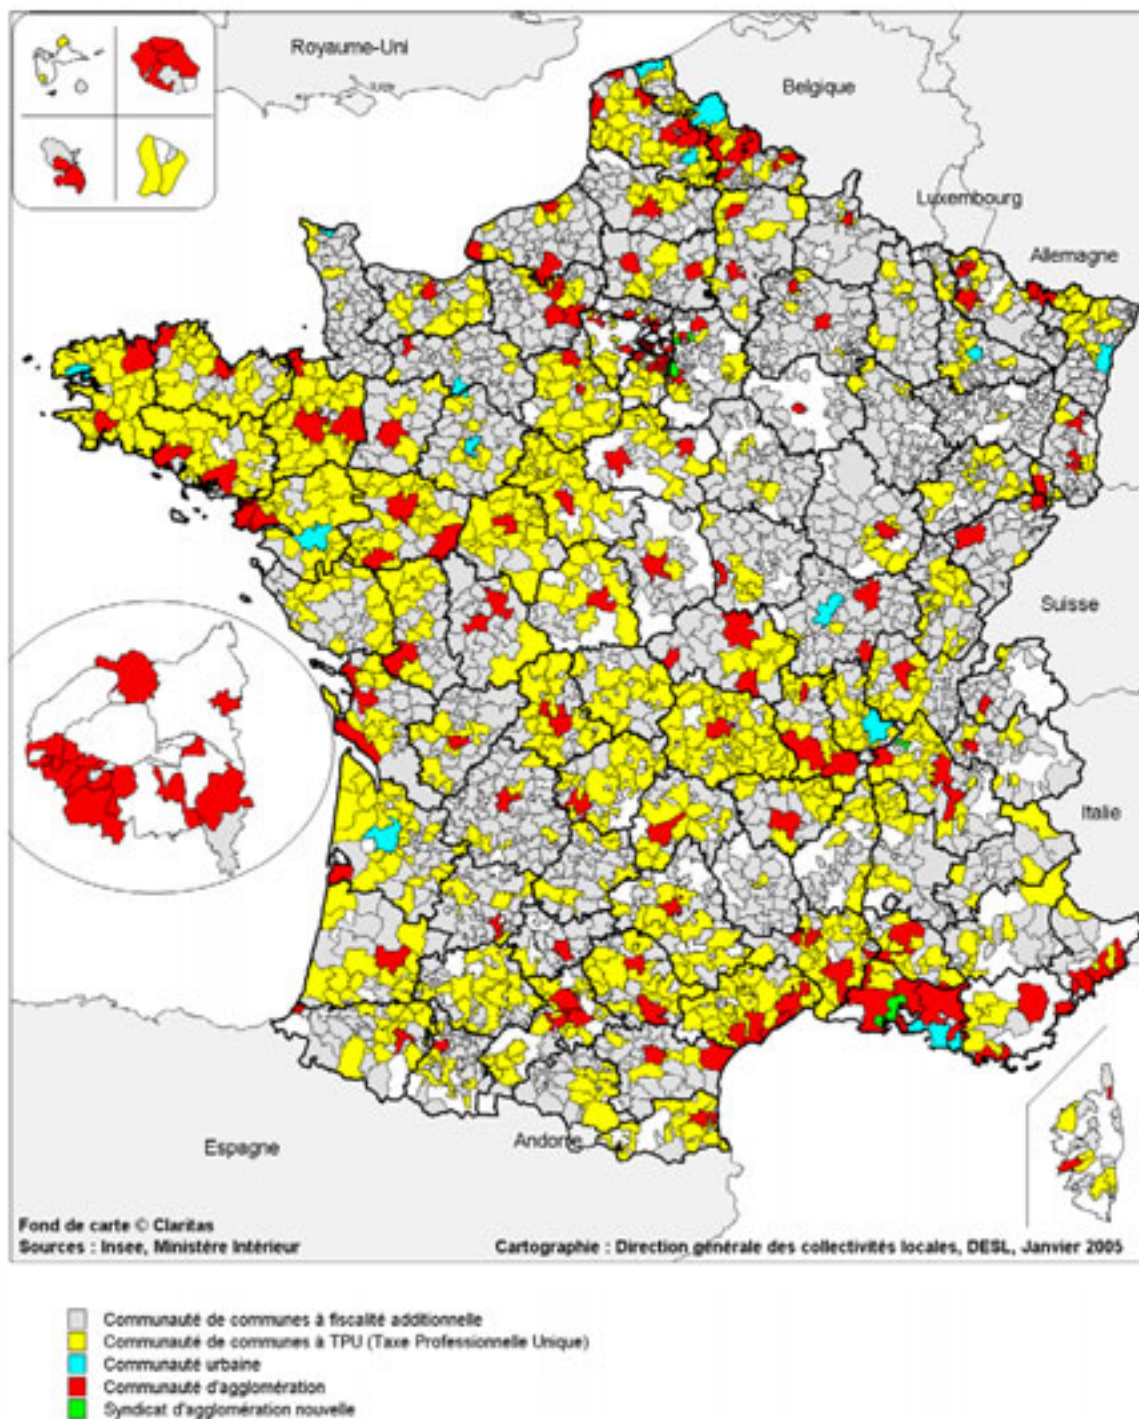 Royaume-Uni
Belgique
Luxembourg
Allemagne
Suisse
Italie
Espagne
Andorre
Fond de carte © Claritas
Sources : Insee, Ministère Intérieur
Cartographie : Direction générale des collectivités locales, DESL, Janvier 2005
Communauté de communes à fiscalité additionnelle
Communauté de communes à TPU (Taxe Professionnelle Unique)
Communauté urbaine
Communauté d'agglomération
Syndicat d'agglomération nouvelle